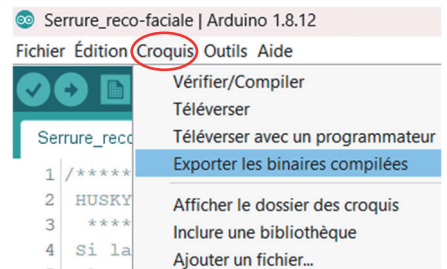 Serrure_reco-faciale | Arduino 1.8.12
Fichier Édition Croquis Outils Aide
Vérifier/Compiler
Téléverser
Téléverser avec un programmateur
Exporter les binaires compilées
Afficher le dossier des croquis
Inclure une bibliothèque
Ajouter un fichier...
Serrure_reco
1 /*****
2 HUSKY
3 ****
4 Si la